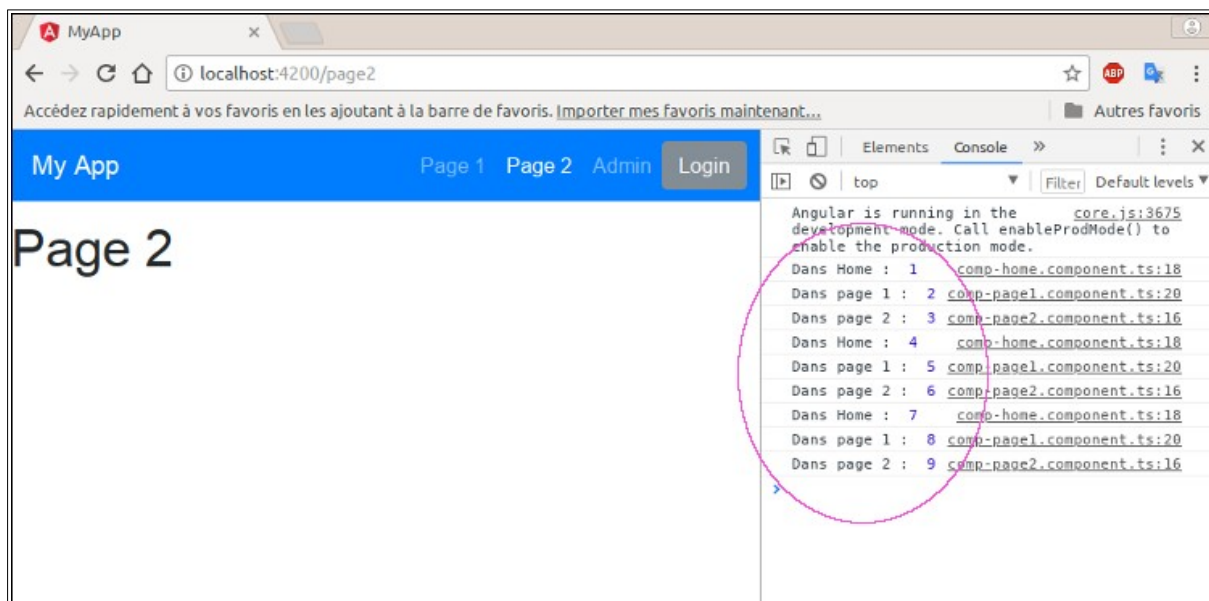 MyApp
localhost:4200/page2
ABP
Accédez rapidement à vos favoris en les ajoutant à la barre de favoris. Importer mes favoris maintenant...
Autres favoris
My App
Page 1 Page 2 Admin Login
Page 2
Elements Console
top Filter Default levels
Angular is running in the core.js:3675
development mode. Call enableProdMode() to
enable the production mode.
Dans Home : 1 comp-home.component.ts:18
Dans page 1 : 2 comp-page1.component.ts:20
Dans page 2 : 3 comp-page2.component.ts:16
Dans Home : 4 comp-home.component.ts:18
Dans page 1 : 5 comp-page1.component.ts:20
Dans page 2 : 6 comp-page2.component.ts:16
Dans Home : 7 comp-home.component.ts:18
Dans page 1 : 8 comp-page1.component.ts:20
Dans page 2 : 9 comp-page2.component.ts:16